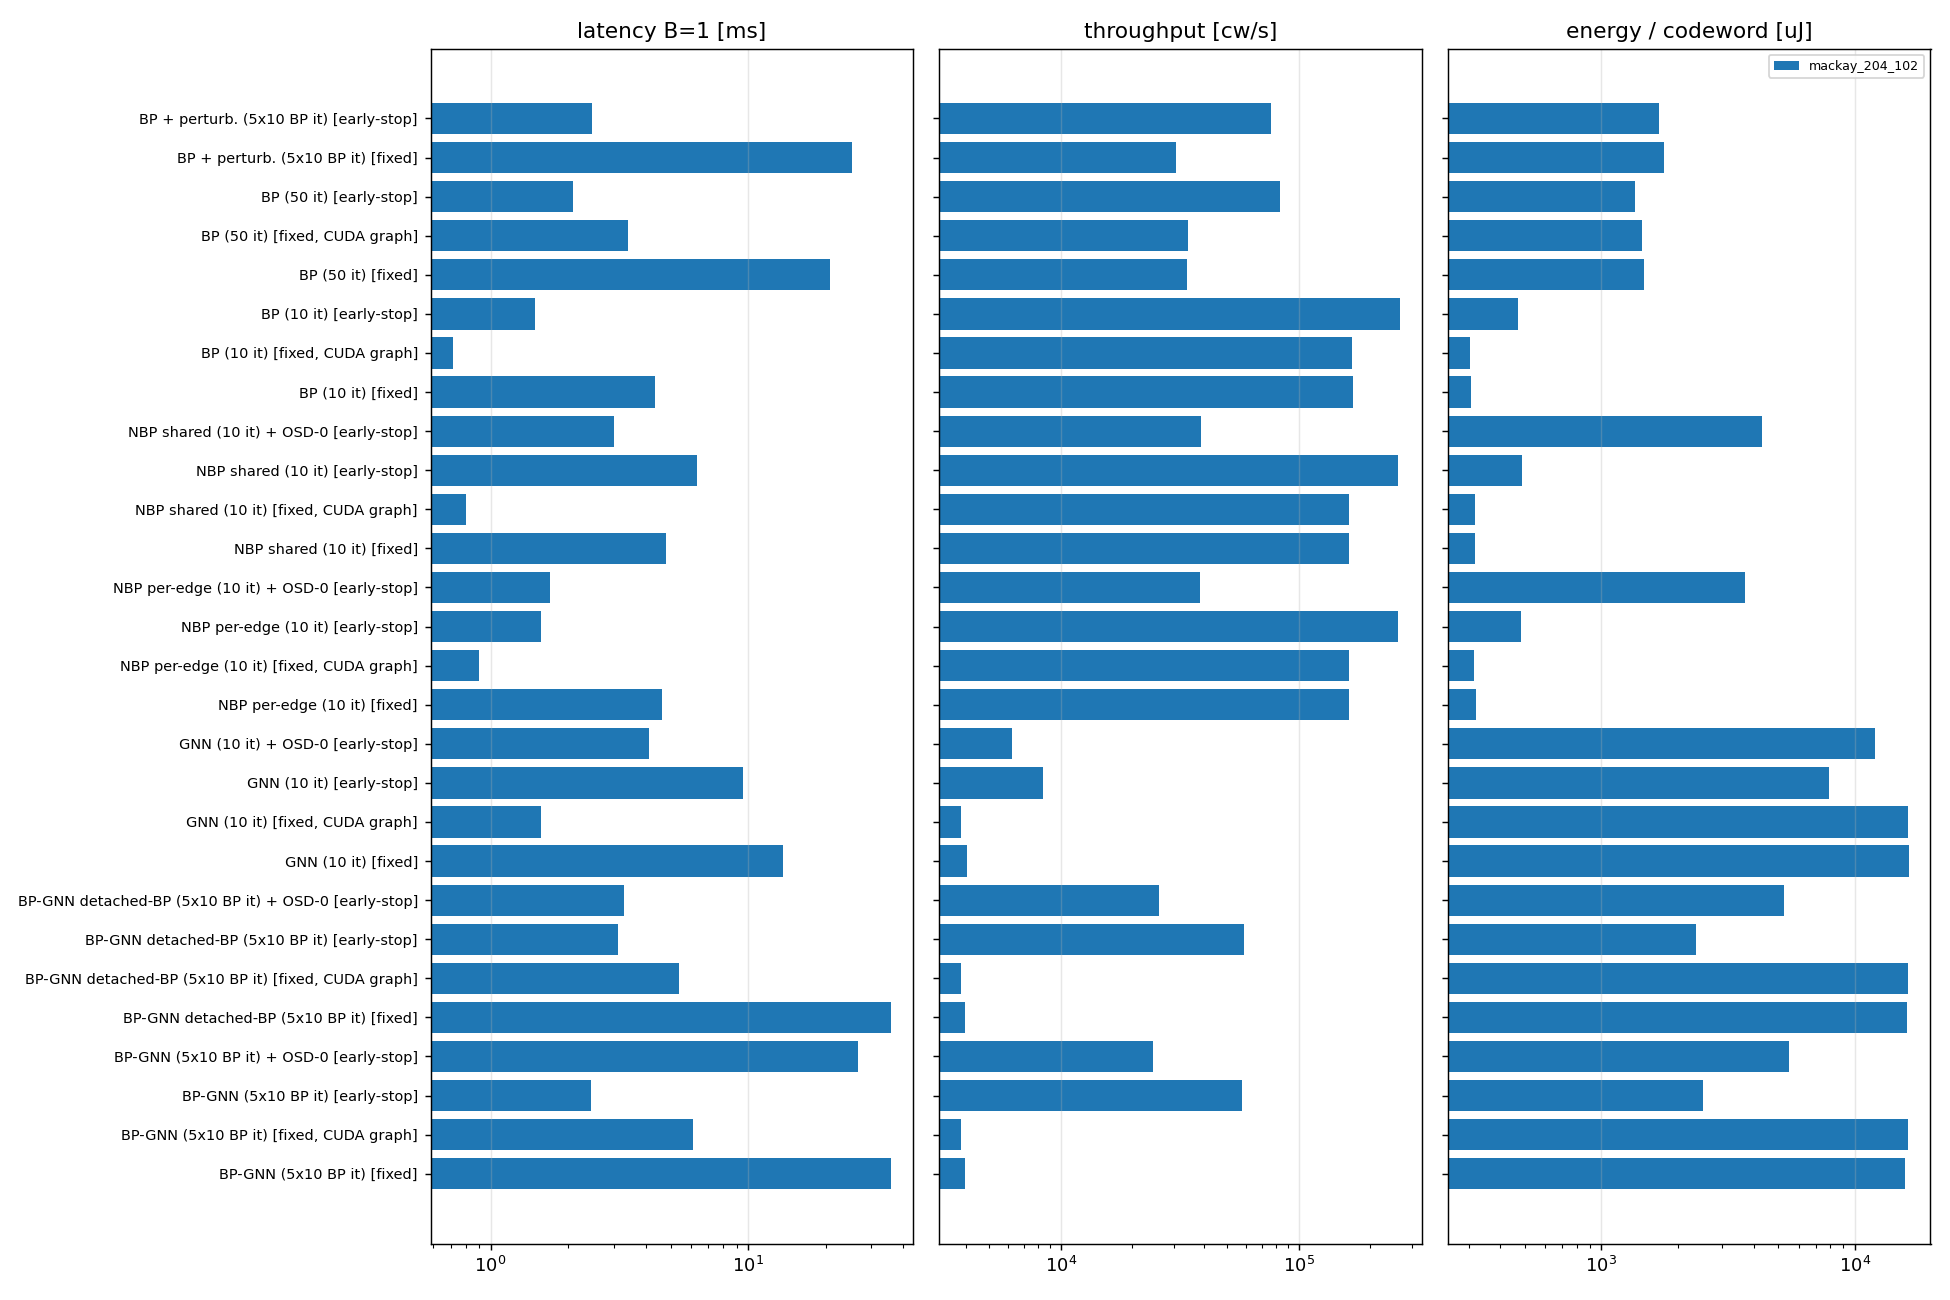 latency B=1 [ms]
throughput [cw/s]
energy / codeword [uJ]
mackay_204_102
BP + perturb. (5x10 BP it) [early-stop]
BP + perturb. (5x10 BP it) [fixed]
BP (50 it) [early-stop]
BP (50 it) [fixed, CUDA graph]
BP (50 it) [fixed]
BP (10 it) [early-stop]
BP (10 it) [fixed, CUDA graph]
BP (10 it) [fixed]
NBP shared (10 it) + OSD-0 [early-stop]
NBP shared (10 it) [early-stop]
NBP shared (10 it) [fixed, CUDA graph]
NBP shared (10 it) [fixed]
NBP per-edge (10 it) + OSD-0 [early-stop]
NBP per-edge (10 it) [early-stop]
NBP per-edge (10 it) [fixed, CUDA graph]
NBP per-edge (10 it) [fixed]
GNN (10 it) + OSD-0 [early-stop]
GNN (10 it) [early-stop]
GNN (10 it) [fixed, CUDA graph]
GNN (10 it) [fixed]
BP-GNN detached-BP (5x10 BP it) + OSD-0 [early-stop]
BP-GNN detached-BP (5x10 BP it) [early-stop]
BP-GNN detached-BP (5x10 BP it) [fixed, CUDA graph]
BP-GNN detached-BP (5x10 BP it) [fixed]
BP-GNN (5x10 BP it) + OSD-0 [early-stop]
BP-GNN (5x10 BP it) [early-stop]
BP-GNN (5x10 BP it) [fixed, CUDA graph]
BP-GNN (5x10 BP it) [fixed]
10⁰ 10¹
10⁴ 10⁵
10³ 10⁴